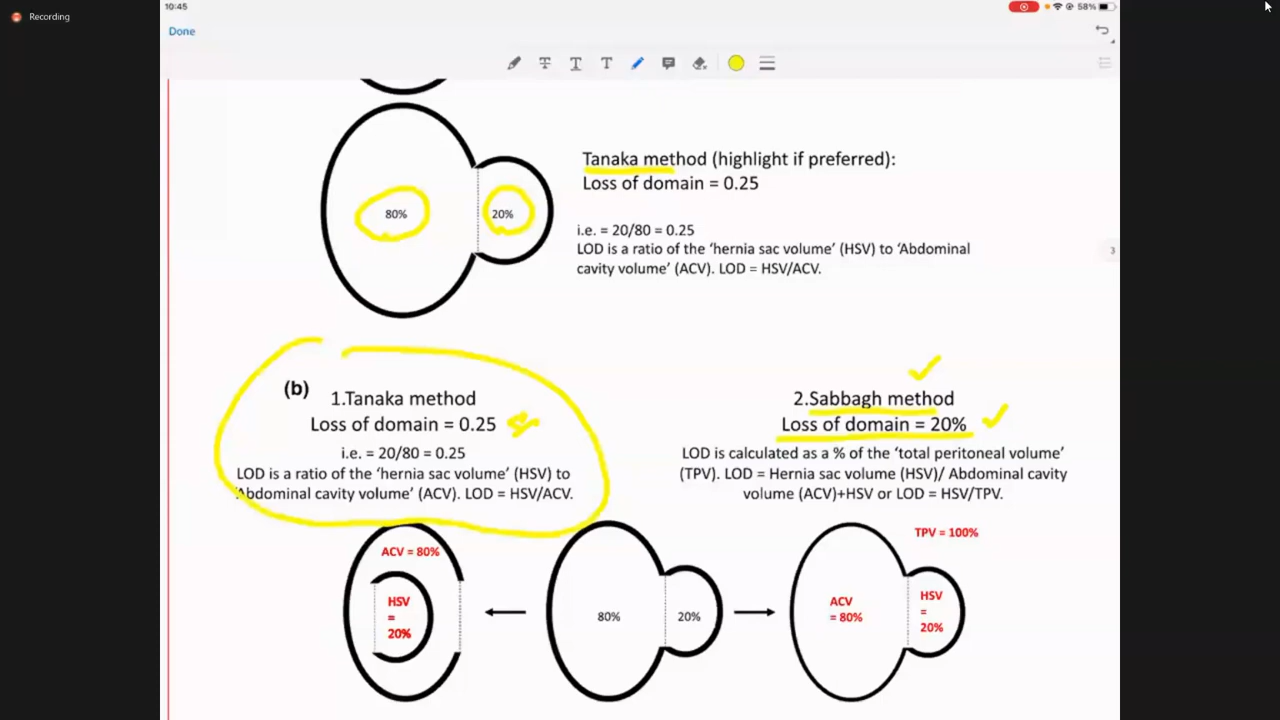 10:45
58%
Recording
Done
Tanaka method (highlight if preferred):
Loss of domain = 0.25
80%
20%
i.e. = 20/80 = 0.25
LOD is a ratio of the ‘hernia sac volume’ (HSV) to ‘Abdominal
cavity volume’ (ACV). LOD = HSV/ACV.
3
(b)
1.Tanaka method
Loss of domain = 0.25
i.e. = 20/80 = 0.25
LOD is a ratio of the ‘hernia sac volume’ (HSV) to
‘Abdominal cavity volume’ (ACV). LOD = HSV/ACV.
2.Sabbagh method
Loss of domain = 20%
LOD is calculated as a % of the ‘total peritoneal volume’
(TPV). LOD = Hernia sac volume (HSV)/ Abdominal cavity
volume (ACV)+HSV or LOD = HSV/TPV.
ACV = 80%
HSV
=
20%
80%
20%
TPV = 100%
ACV
= 80%
HSV
=
20%